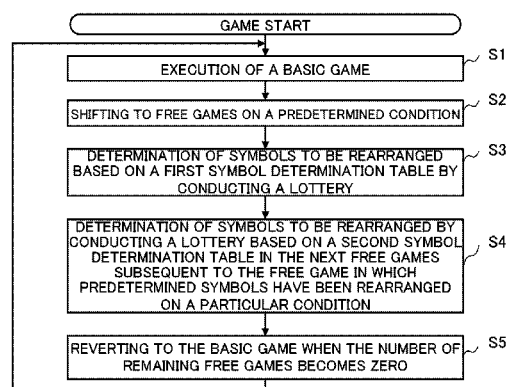 GAME START
S1
EXECUTION OF A BASIC GAME
S2
SHIFTING TO FREE GAMES ON A PREDETERMINED CONDITION
S3
DETERMINATION OF SYMBOLS TO BE REARRANGED
BASED ON A FIRST SYMBOL DETERMINATION TABLE BY
CONDUCTING A LOTTERY
S4
DETERMINATION OF SYMBOLS TO BE REARRANGED BY
CONDUCTING A LOTTERY BASED ON A SECOND SYMBOL
DETERMINATION TABLE IN THE NEXT FREE GAMES
SUBSEQUENT TO THE FREE GAME IN WHICH
PREDETERMINED SYMBOLS HAVE BEEN REARRANGED
ON A PARTICULAR CONDITION
S5
REVERTING TO THE BASIC GAME WHEN THE NUMBER OF
REMAINING FREE GAMES BECOMES ZERO